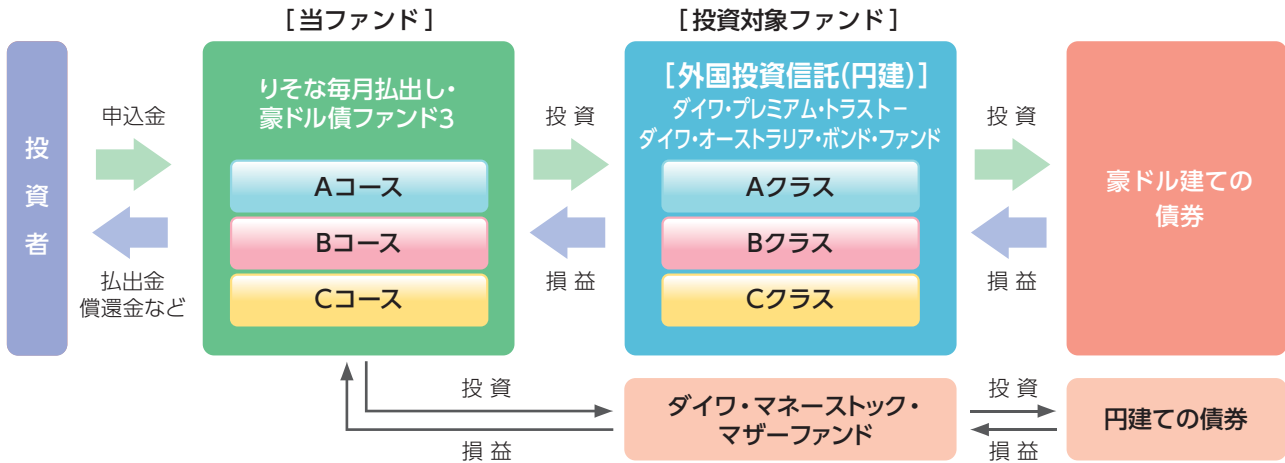 [当ファンド]
[投資対象ファンド]
投資者
申込金
払出金
償還金など
りそな毎月払出し・
豪ドル債ファンド3
Aコース
Bコース
Cコース
投 資
損 益
[外国投資信託(円建)]
ダイワ・プレミアム・トラスト−
ダイワ・オーストラリア・ボンド・ファンド
Aクラス
Bクラス
Cクラス
投 資
損 益
豪ドル建ての
債券
投 資
損 益
ダイワ・マネーストック・
マザーファンド
投 資
損 益
円建ての債券